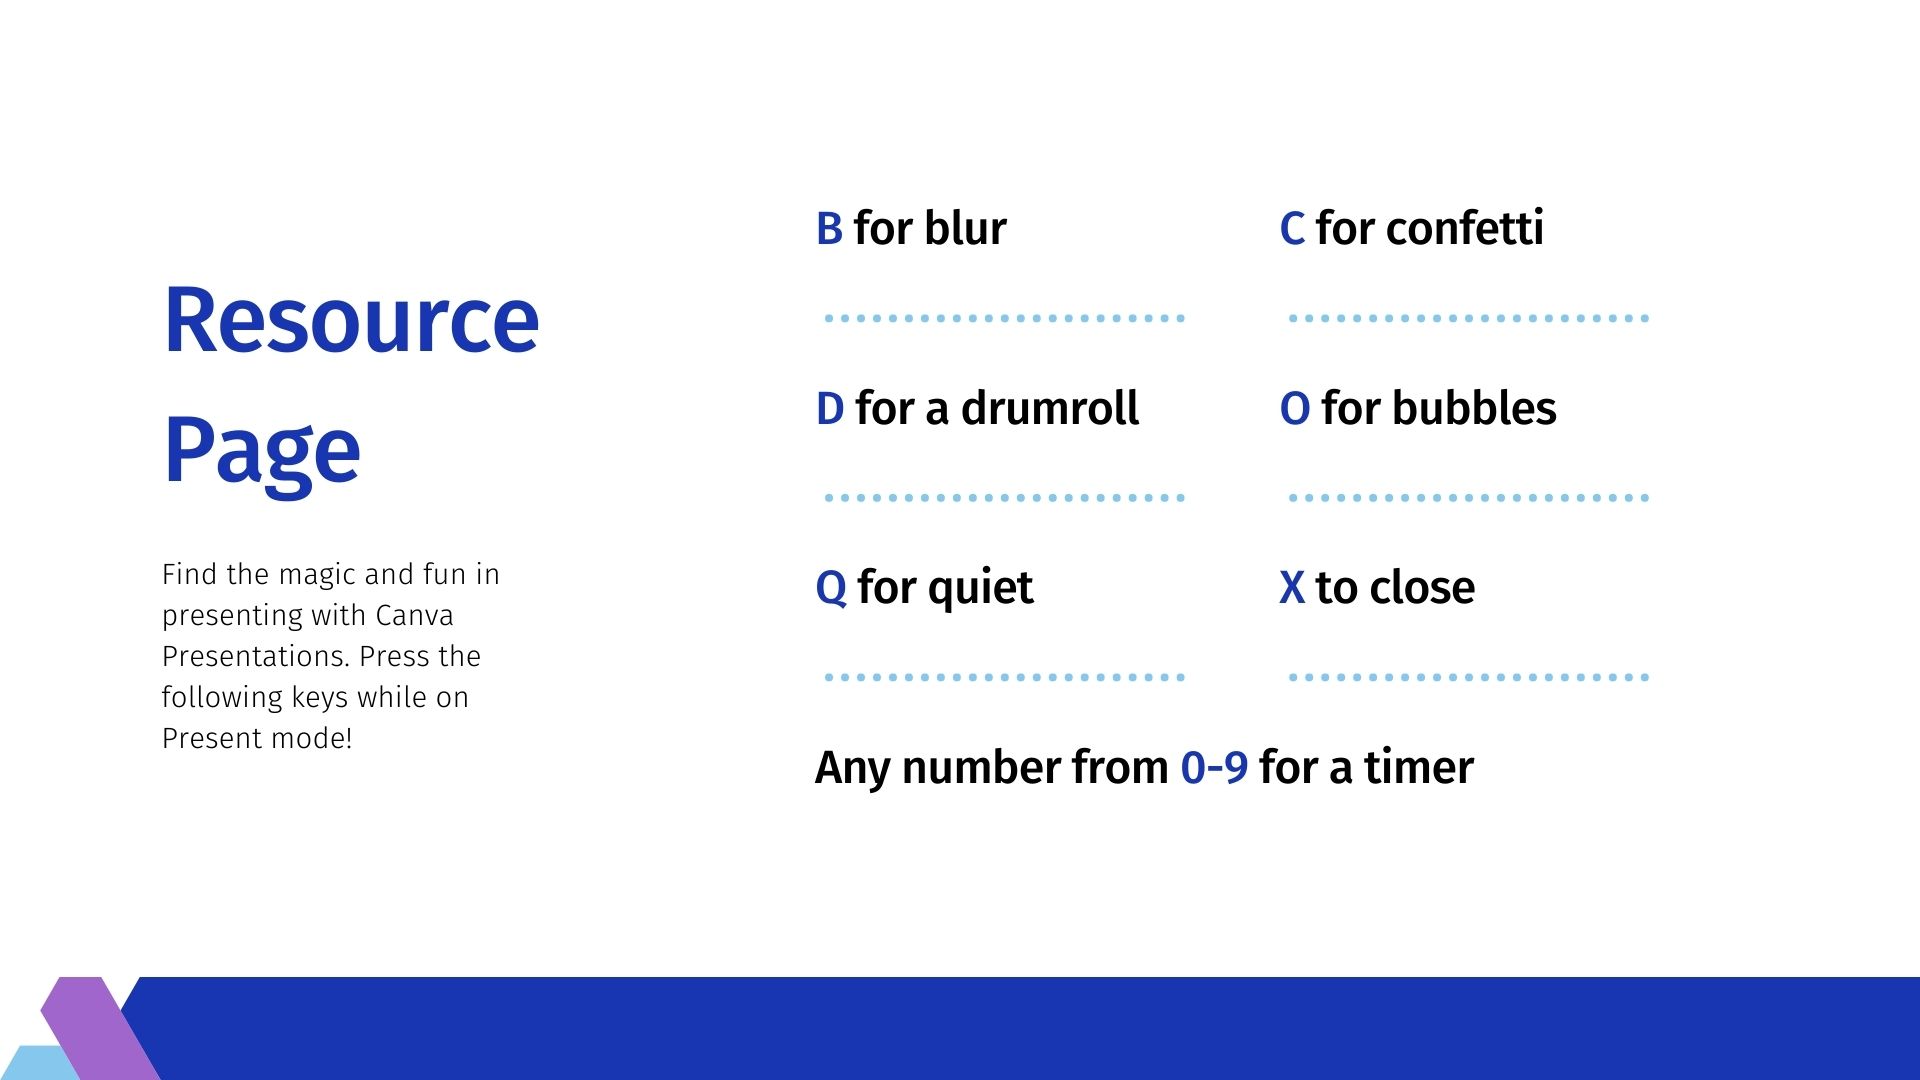 Resource
Page
Find the magic and fun in
presenting with Canva
Presentations. Press the
following keys while on
Present mode!
B for blur
C for confetti
D for a drumroll
O for bubbles
Q for quiet
X to close
Any number from 0-9 for a timer